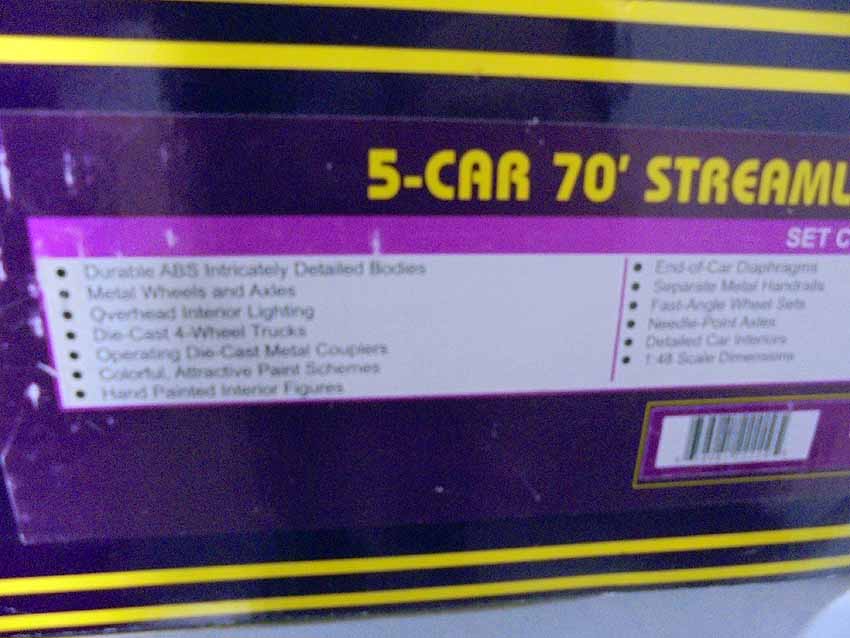 5-CAR 70' STREAML
SET C
• Durable ABS Intricately Detailed Bodies
• Metal Wheels and Axles
• Overhead Interior Lighting
• Die-Cast 4-Wheel Trucks
• Operating Die-Cast Metal Couplers
• Colorful, Attractive Paint Schemes
• Hand Painted Interior Figures
• End-of-Car Diaphragms
• Separate Metal Handrails
• Fast-Angle Wheel Sets
• Needle-Point Axles
• Detailed Car Interiors
• 1:48 Scale Dimensions